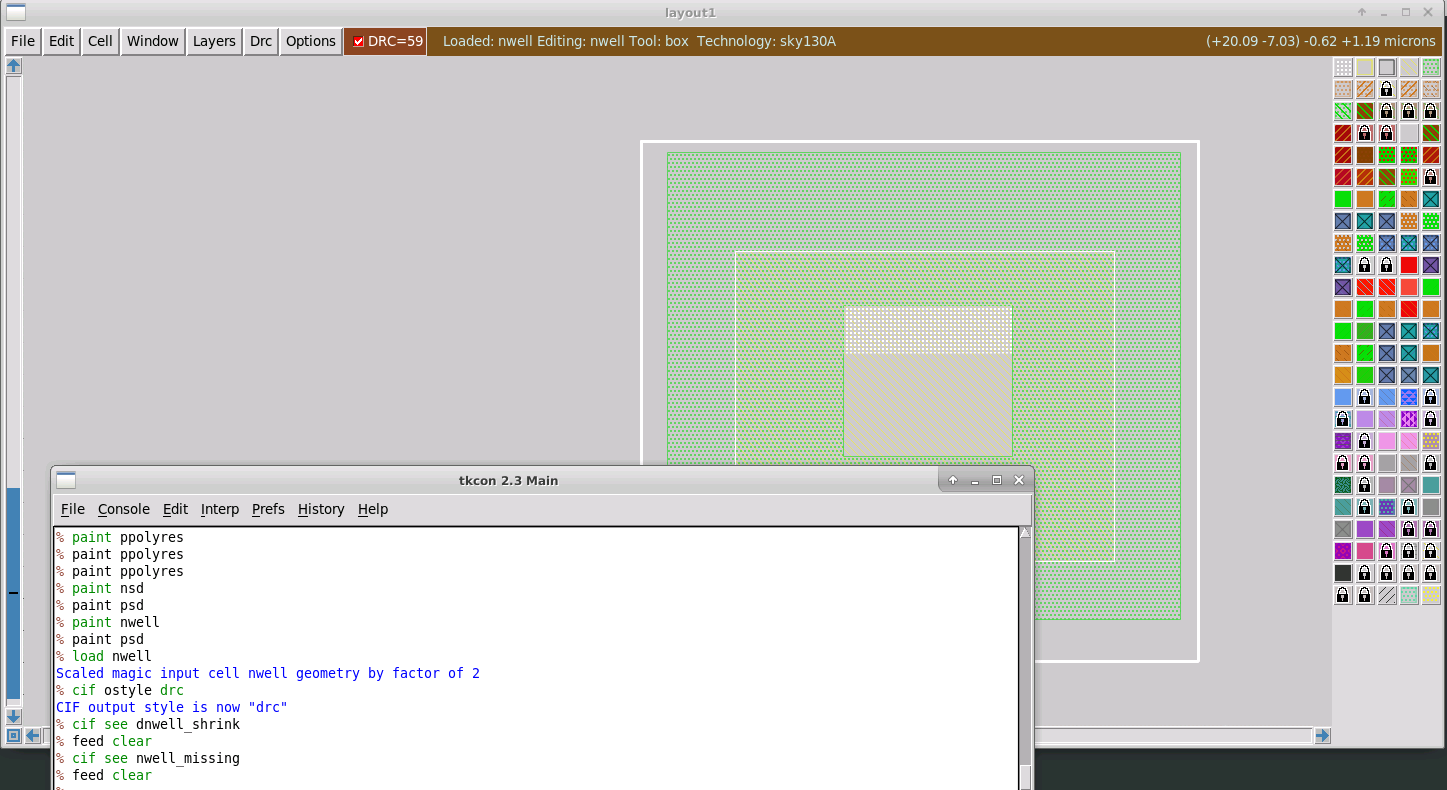 layout1
File Edit Cell Window Layers Drc Options DRC=59 Loaded: nwell Editing: nwell Tool: box Technology: sky130A (+20.09 -7.03) -0.62 +1.19 microns
tkcon 2.3 Main
File Console Edit Interp Prefs History Help
% paint ppolyres
% paint ppolyres
% paint ppolyres
% paint nsd
% paint psd
% paint nwell
% paint psd
% load nwell
Scaled magic input cell nwell geometry by factor of 2
% cif ostyle drc
CIF output style is now "drc"
% cif see dnwell_shrink
% feed clear
% cif see nwell_missing
% feed clear
%